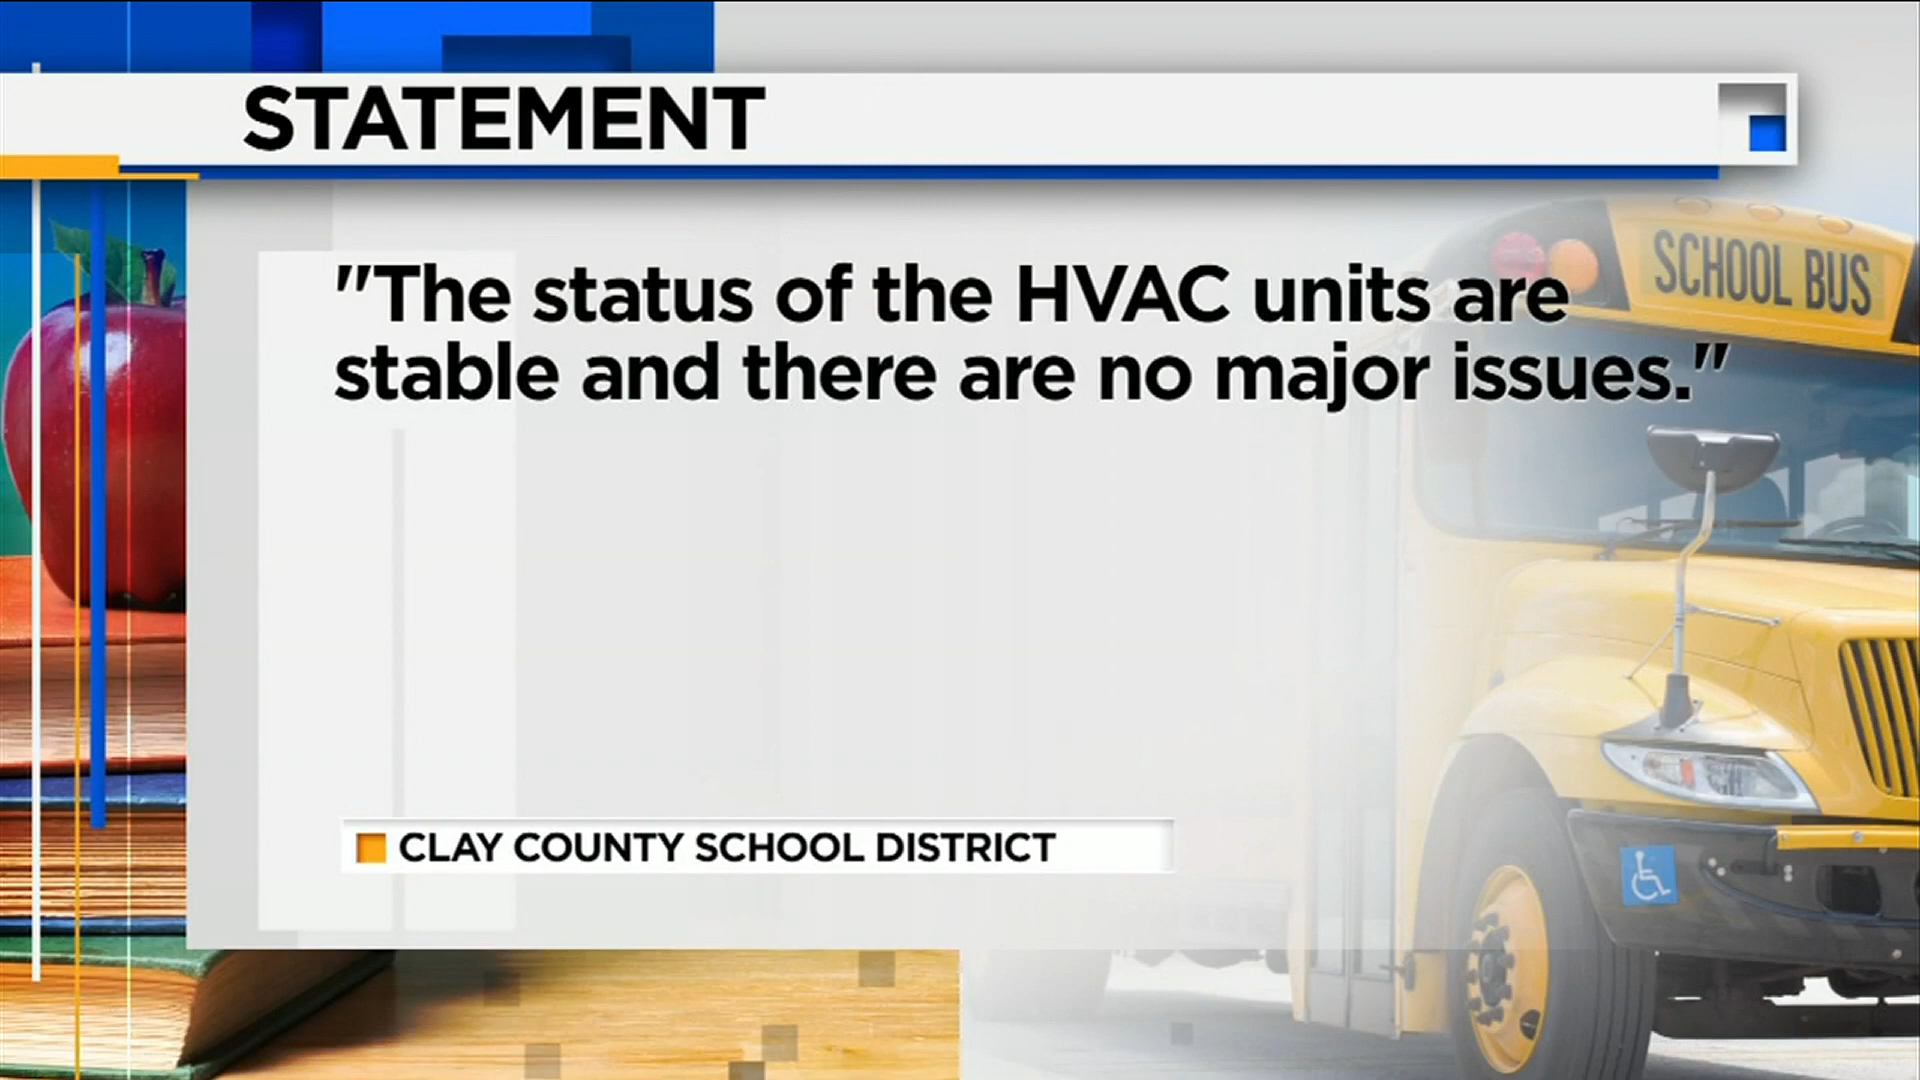 STATEMENT
SCHOOL BUS
"The status of the HVAC units are
stable and there are no major issues."
CLAY COUNTY SCHOOL DISTRICT